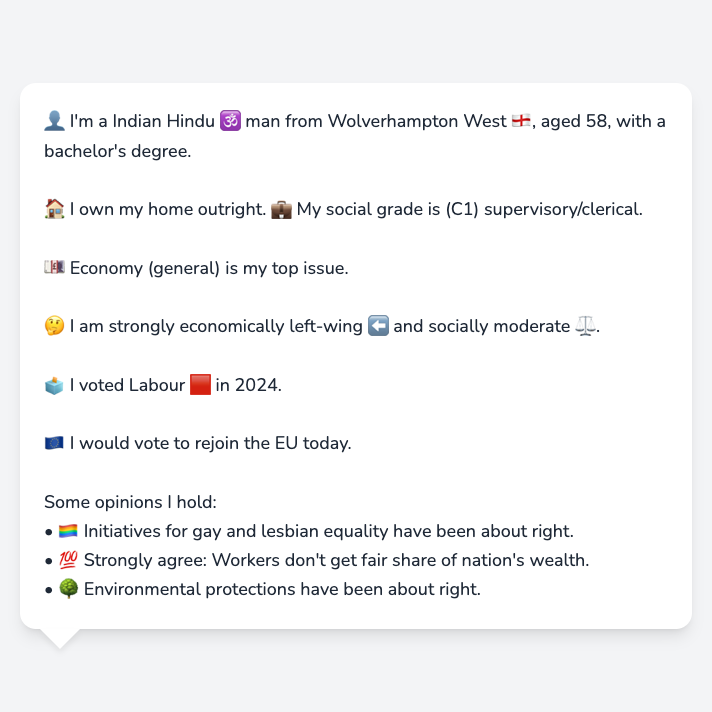 👤 I'm a Indian Hindu 🕉️ man from Wolverhampton West 🏴󠁧󠁢󠁥󠁮󠁧󠁿, aged 58, with a
bachelor's degree.
🏠 I own my home outright. 💼 My social grade is (C1) supervisory/clerical.
💷 Economy (general) is my top issue.
🤔 I am strongly economically left-wing ⬅️ and socially moderate ⚖️.
🗳️ I voted Labour 🟥 in 2024.
🇪🇺 I would vote to rejoin the EU today.
Some opinions I hold:
• 🏳️‍🌈 Initiatives for gay and lesbian equality have been about right.
• 💯 Strongly agree: Workers don't get fair share of nation's wealth.
• 🌳 Environmental protections have been about right.